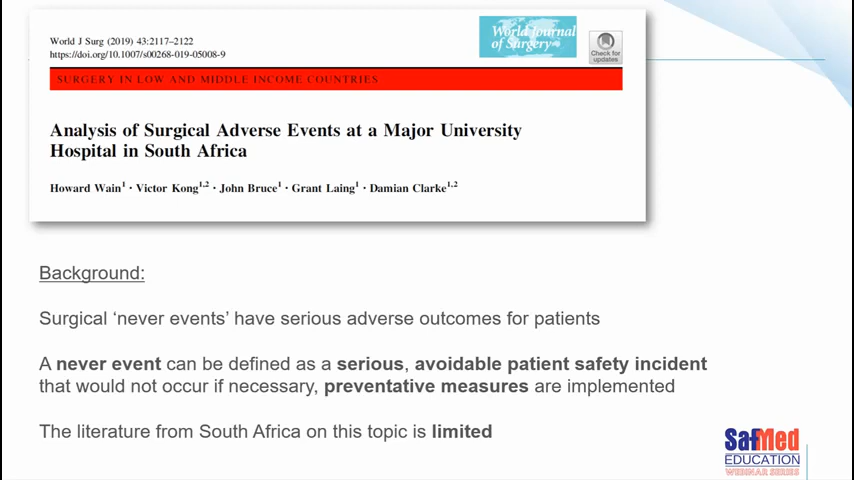 World J Surg (2019) 43:2117–2122
https://doi.org/10.1007/s00268-019-05008-9
World Journal
of Surgery
Check for
updates
SURGERY IN LOW AND MIDDLE INCOME COUNTRIES
Analysis of Surgical Adverse Events at a Major University
Hospital in South Africa
Howard Wain1 · Victor Kong1,2 · John Bruce1 · Grant Laing1 · Damian Clarke1,2
Background:
Surgical ‘never events’ have serious adverse outcomes for patients
A never event can be defined as a serious, avoidable patient safety incident
that would not occur if necessary, preventative measures are implemented
The literature from South Africa on this topic is limited
SafMed
EDUCATION
WEBINAR SERIES